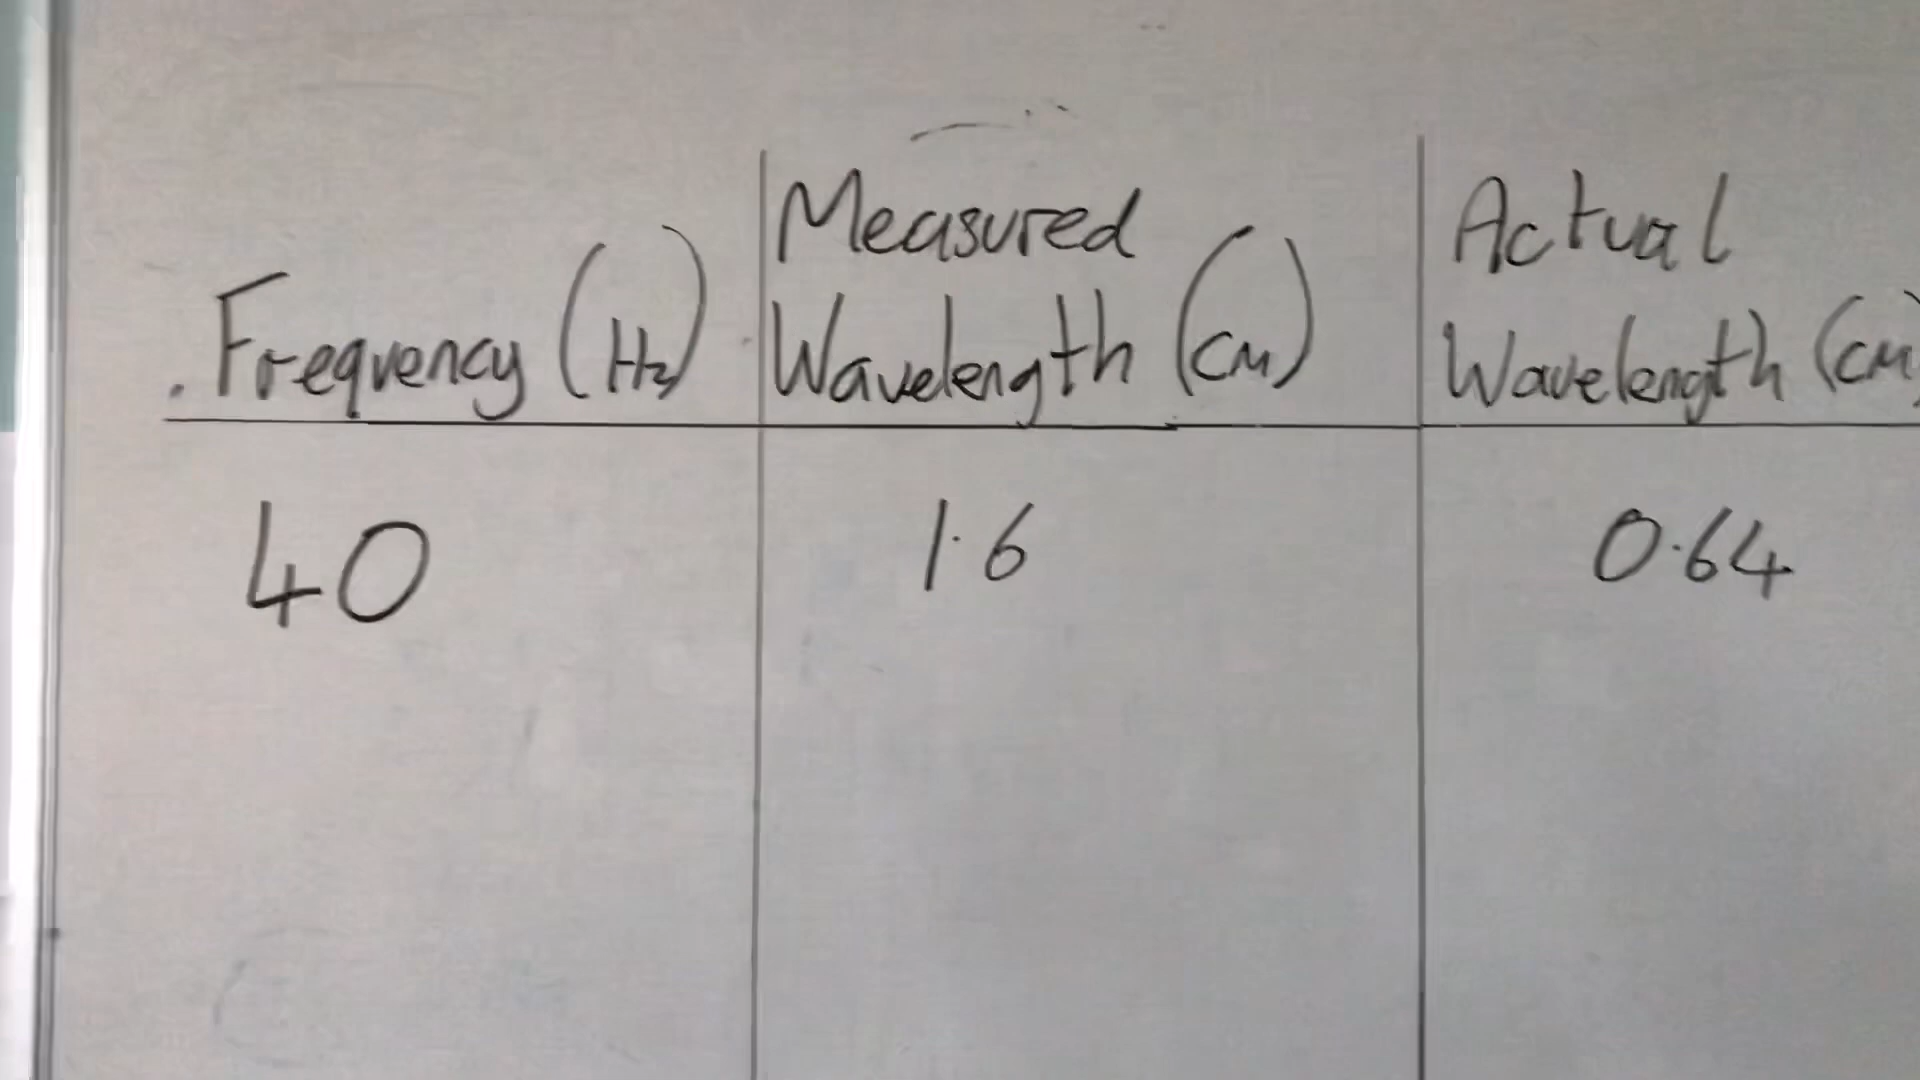 Frequency (Hz)
Measured
Wavelength (cm)
Actual
Wavelength (cm)
40
1.6
0.64